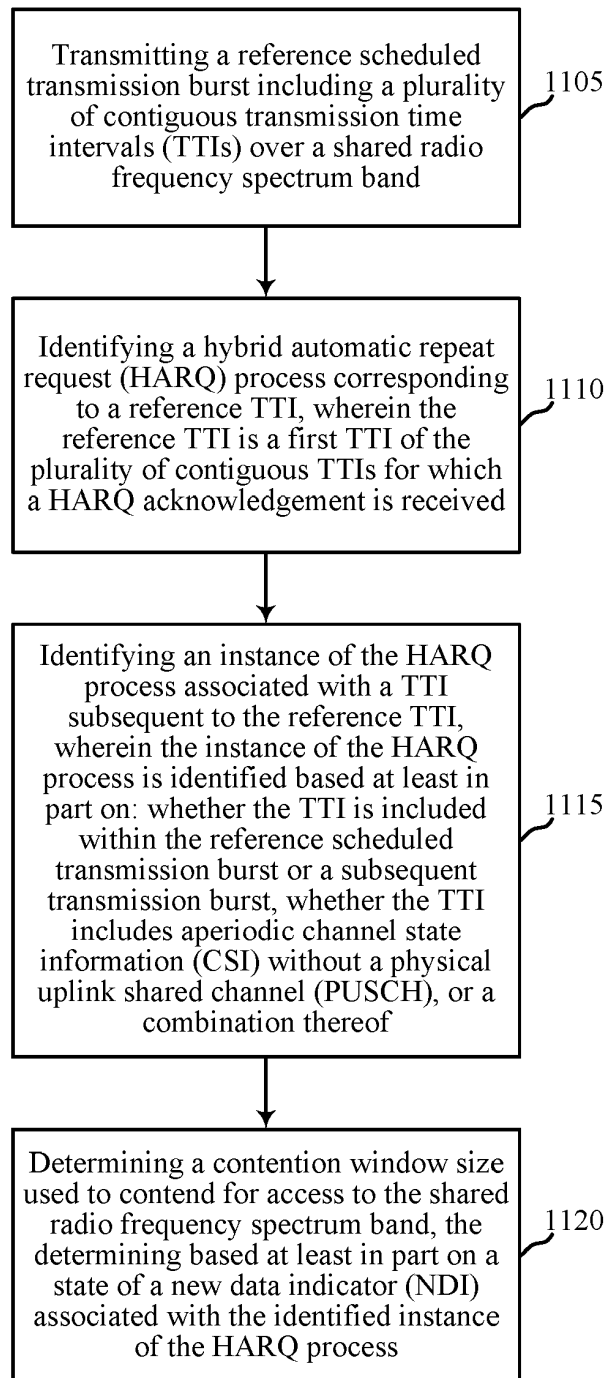 Transmitting a reference scheduled
transmission burst including a plurality
of contiguous transmission time
intervals (TTIs) over a shared radio
frequency spectrum band
1105
Identifying a hybrid automatic repeat
request (HARQ) process corresponding
to a reference TTI, wherein the
reference TTI is a first TTI of the
plurality of contiguous TTIs for which
a HARQ acknowledgement is received
1110
Identifying an instance of the HARQ
process associated with a TTI
subsequent to the reference TTI,
wherein the instance of the HARQ
process is identified based at least in
part on: whether the TTI is included
within the reference scheduled
transmission burst or a subsequent
transmission burst, whether the TTI
includes aperiodic channel state
information (CSI) without a physical
uplink shared channel (PUSCH), or a
combination thereof
1115
Determining a contention window size
used to contend for access to the shared
radio frequency spectrum band, the
determining based at least in part on a
state of a new data indicator (NDI)
associated with the identified instance
of the HARQ process
1120